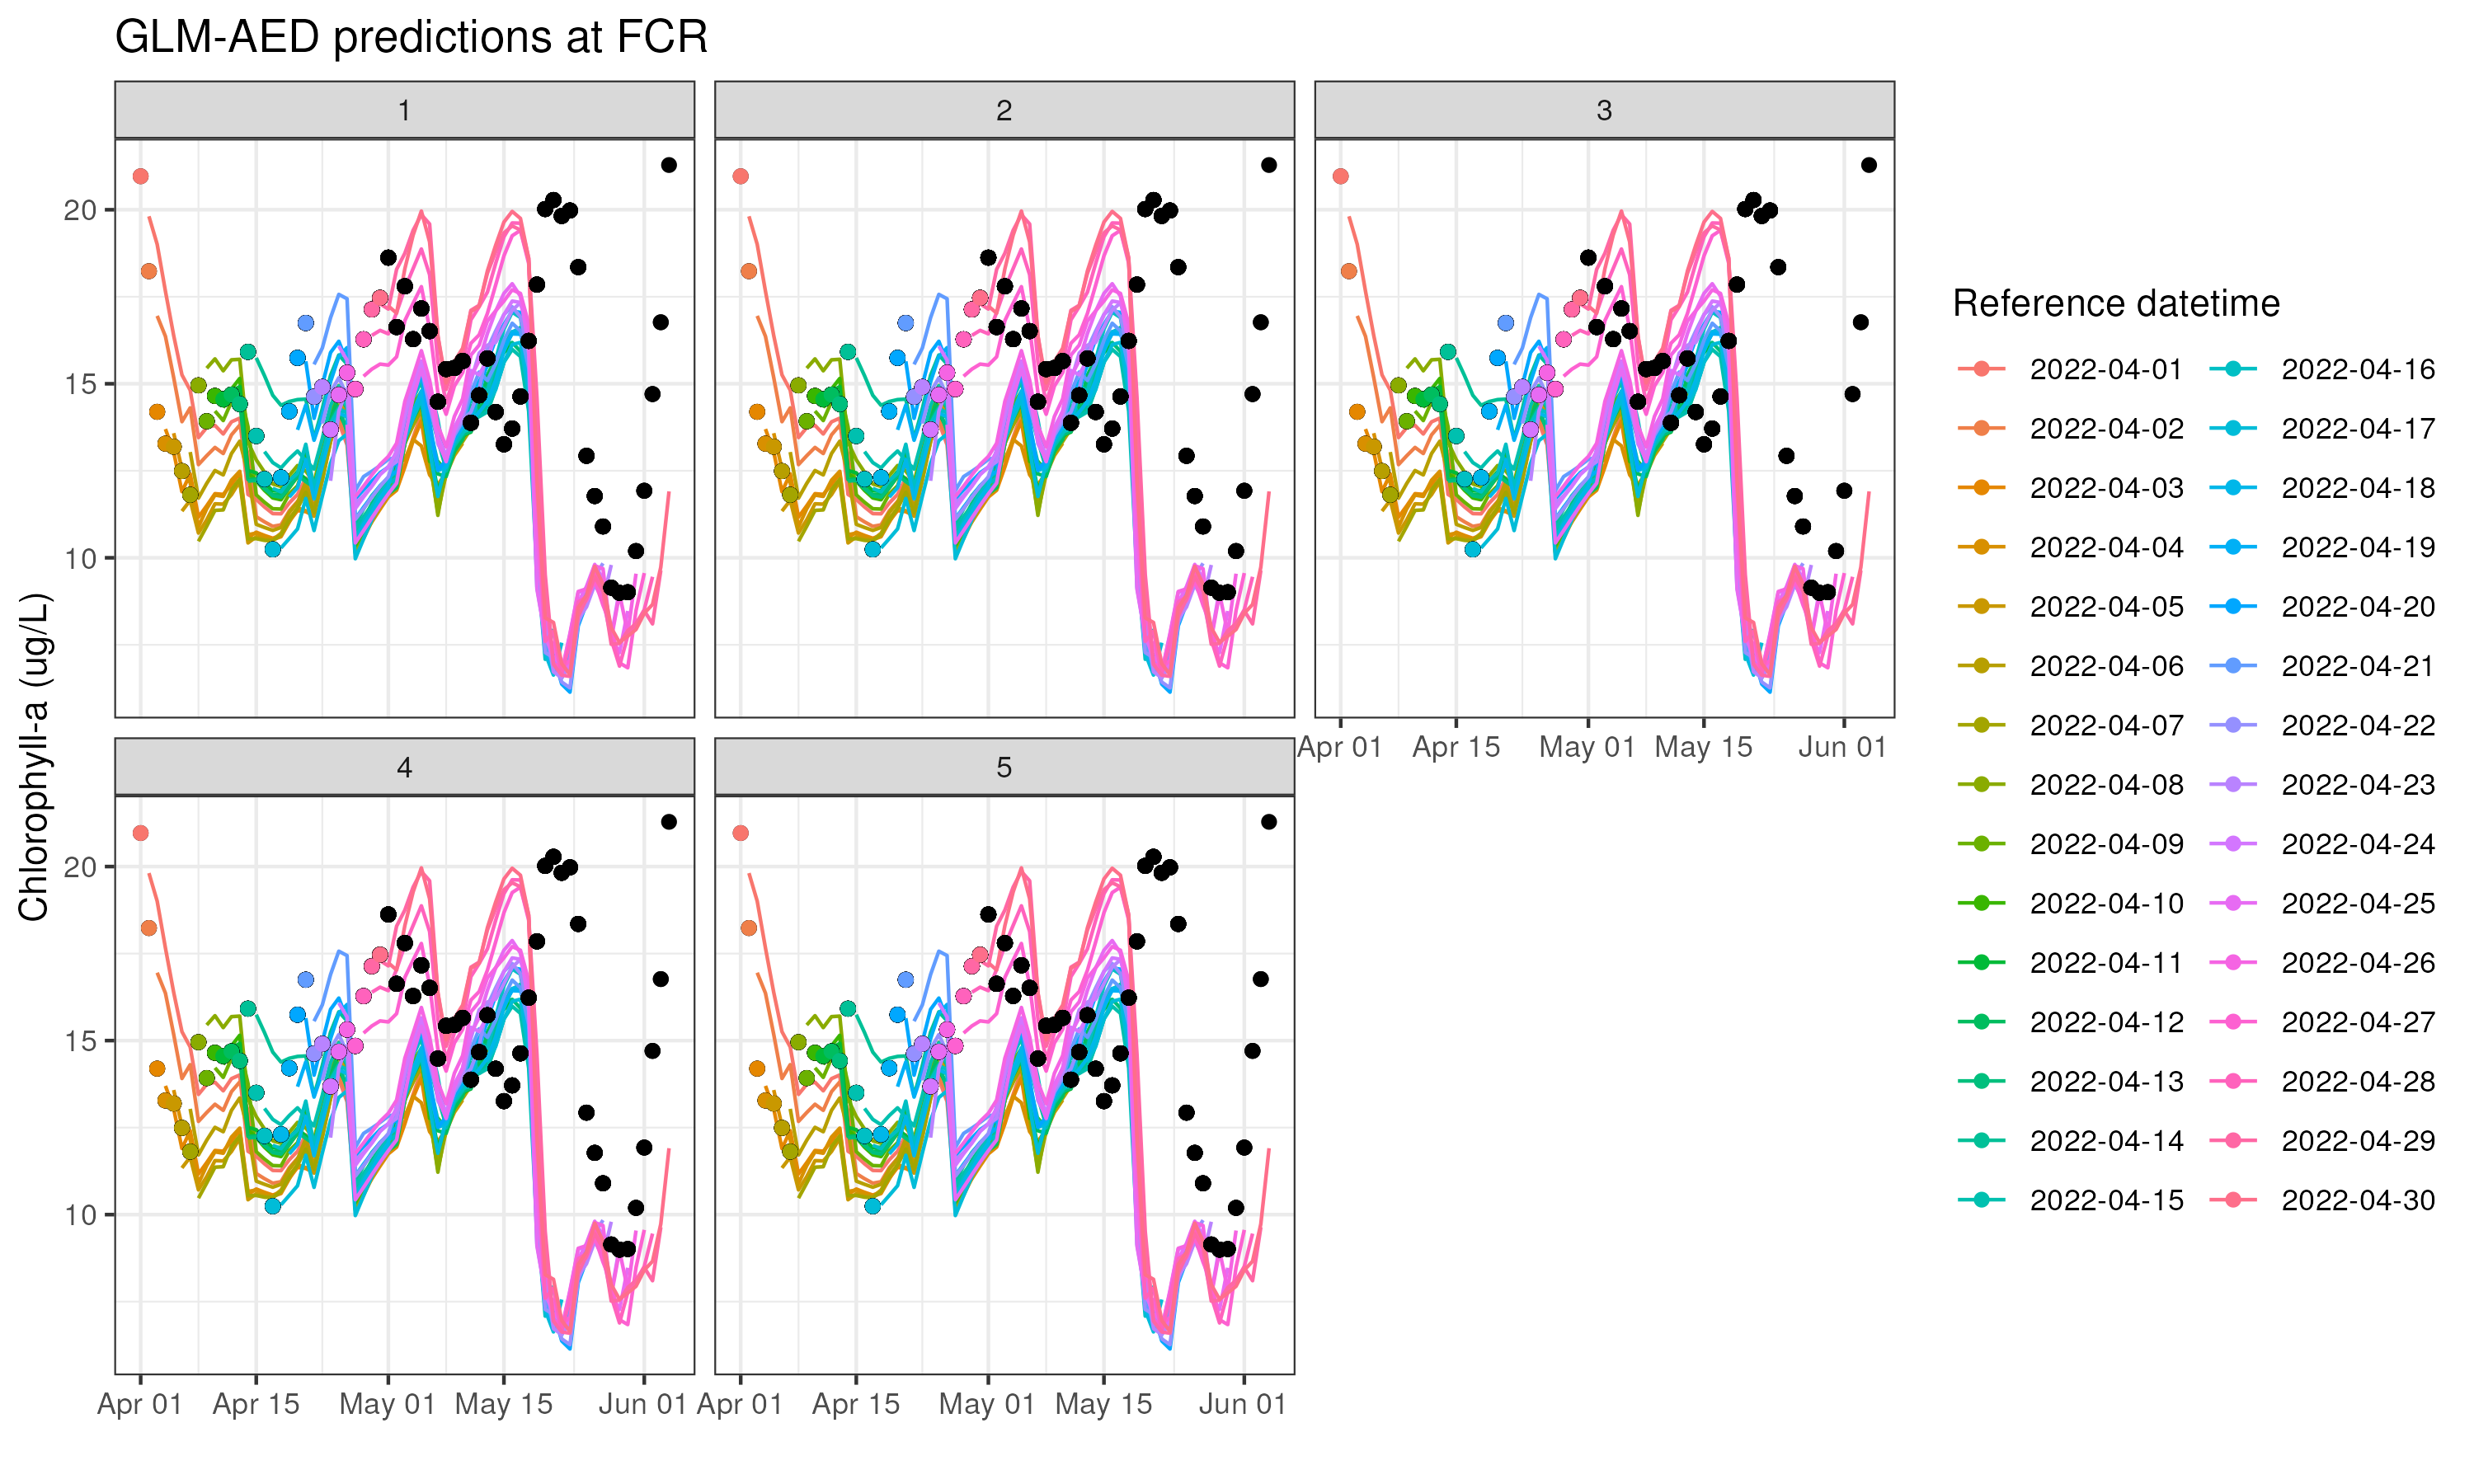 GLM-AED predictions at FCR
1
2
3
20
15
10
Apr 01
Apr 15
May 01
May 15
Jun 01
4
5
20
15
10
Apr 01
Apr 15
May 01
May 15
Jun 01
Apr 01
Apr 15
May 01
May 15
Jun 01
Chlorophyll-a (ug/L)
Reference datetime
2022-04-01
2022-04-02
2022-04-03
2022-04-04
2022-04-05
2022-04-06
2022-04-07
2022-04-08
2022-04-09
2022-04-10
2022-04-11
2022-04-12
2022-04-13
2022-04-14
2022-04-15
2022-04-16
2022-04-17
2022-04-18
2022-04-19
2022-04-20
2022-04-21
2022-04-22
2022-04-23
2022-04-24
2022-04-25
2022-04-26
2022-04-27
2022-04-28
2022-04-29
2022-04-30